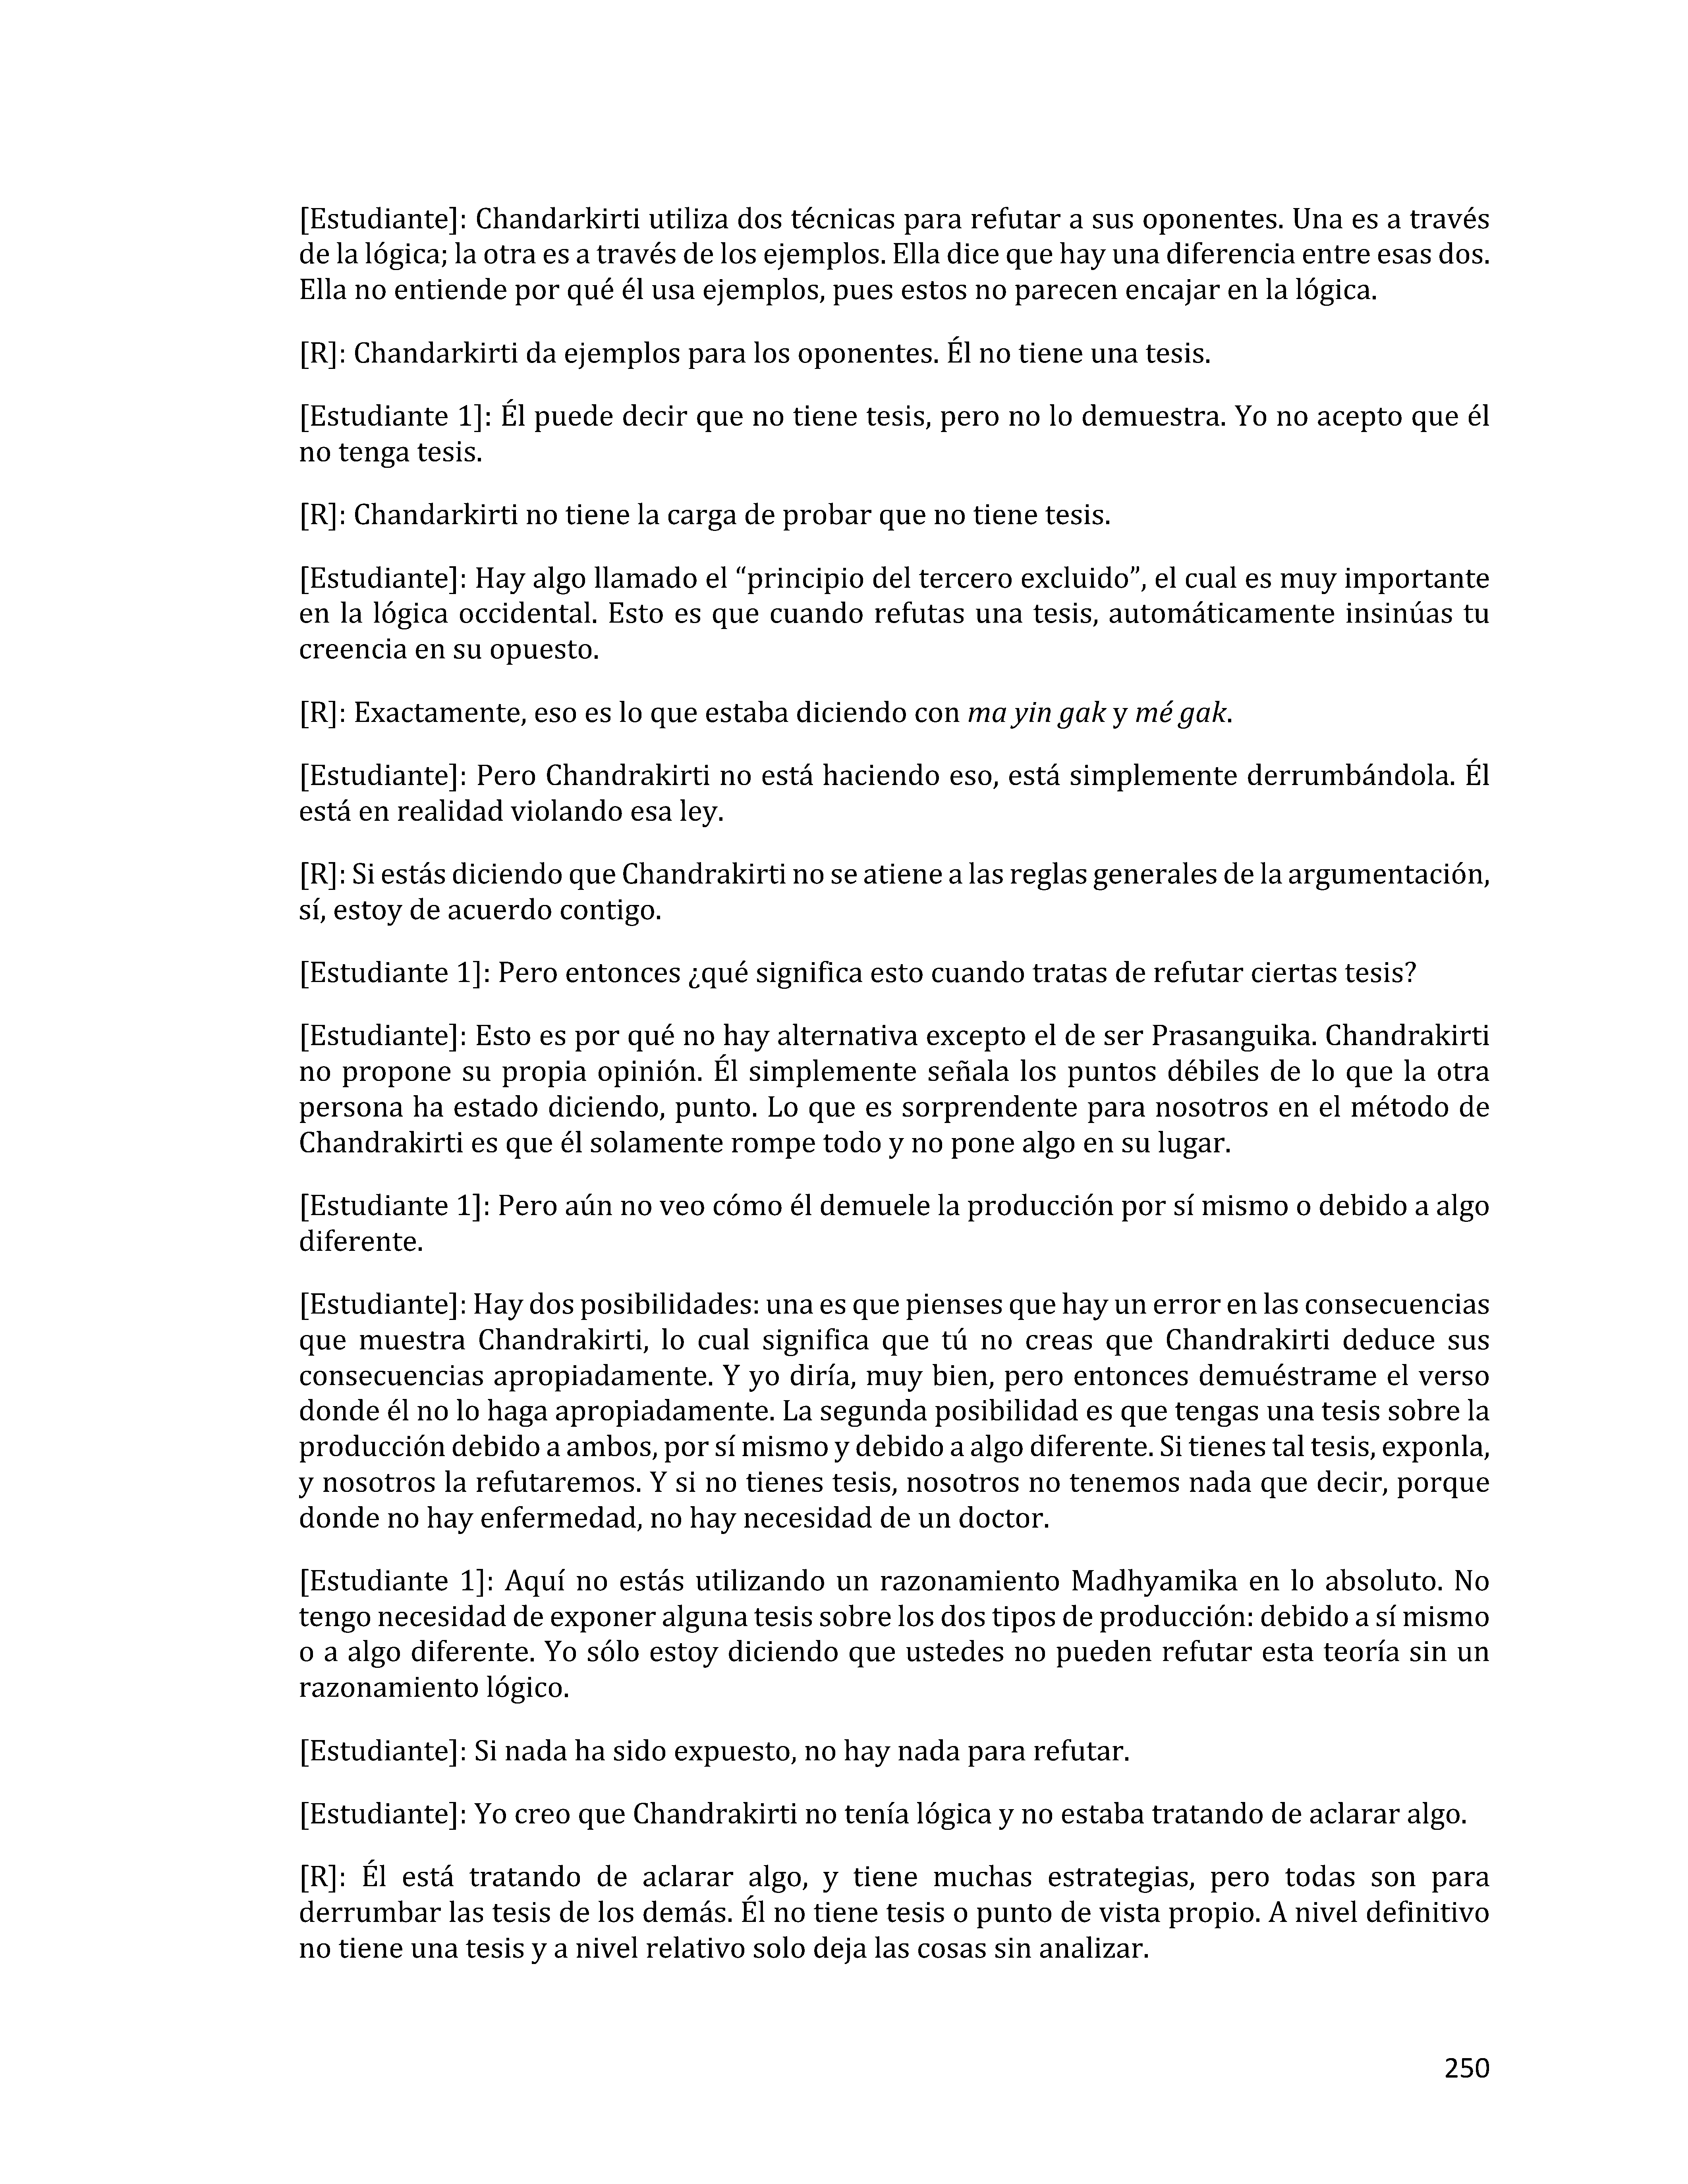 [Estudiante]: Chandarkirti utiliza dos técnicas para refutar a sus oponentes. Una es a través
de la lógica; la otra es a través de los ejemplos. Ella dice que hay una diferencia entre esas dos.
Ella no entiende por qué él usa ejemplos, pues estos no parecen encajar en la lógica.
[R]: Chandarkirti da ejemplos para los oponentes. Él no tiene una tesis.
[Estudiante 1]: Él puede decir que no tiene tesis, pero no lo demuestra. Yo no acepto que él
no tenga tesis.
[R]: Chandarkirti no tiene la carga de probar que no tiene tesis.
[Estudiante]: Hay algo llamado el “principio del tercero excluido”, el cual es muy importante
en la lógica occidental. Esto es que cuando refutas una tesis, automáticamente insinúas tu
creencia en su opuesto.
[R]: Exactamente, eso es lo que estaba diciendo con ma yin gak y mé gak.
[Estudiante]: Pero Chandrakirti no está haciendo eso, está simplemente derrumbándola. Él
está en realidad violando esa ley.
[R]: Si estás diciendo que Chandrakirti no se atiene a las reglas generales de la argumentación,
sí, estoy de acuerdo contigo.
[Estudiante 1]: Pero entonces ¿qué significa esto cuando tratas de refutar ciertas tesis?
[Estudiante]: Esto es por qué no hay alternativa excepto el de ser Prasanguika. Chandrakirti
no propone su propia opinión. Él simplemente señala los puntos débiles de lo que la otra
persona ha estado diciendo, punto. Lo que es sorprendente para nosotros en el método de
Chandrakirti es que él solamente rompe todo y no pone algo en su lugar.
[Estudiante 1]: Pero aún no veo cómo él demuele la producción por sí mismo o debido a algo
diferente.
[Estudiante]: Hay dos posibilidades: una es que pienses que hay un error en las consecuencias
que muestra Chandrakirti, lo cual significa que tú no creas que Chandrakirti deduce sus
consecuencias apropiadamente. Y yo diría, muy bien, pero entonces demuéstrame el verso
donde él no lo haga apropiadamente. La segunda posibilidad es que tengas una tesis sobre la
producción debido a ambos, por sí mismo y debido a algo diferente. Si tienes tal tesis, exponla,
y nosotros la refutaremos. Y si no tienes tesis, nosotros no tenemos nada que decir, porque
donde no hay enfermedad, no hay necesidad de un doctor.
[Estudiante 1]: Aquí no estás utilizando un razonamiento Madhyamika en lo absoluto. No
tengo necesidad de exponer alguna tesis sobre los dos tipos de producción: debido a sí mismo
o a algo diferente. Yo sólo estoy diciendo que ustedes no pueden refutar esta teoría sin un
razonamiento lógico.
[Estudiante]: Si nada ha sido expuesto, no hay nada para refutar.
[Estudiante]: Yo creo que Chandrakirti no tenía lógica y no estaba tratando de aclarar algo.
[R]: Él está tratando de aclarar algo, y tiene muchas estrategias, pero todas son para
derrumbar las tesis de los demás. Él no tiene tesis o punto de vista propio. A nivel definitivo
no tiene una tesis y a nivel relativo solo deja las cosas sin analizar.
250